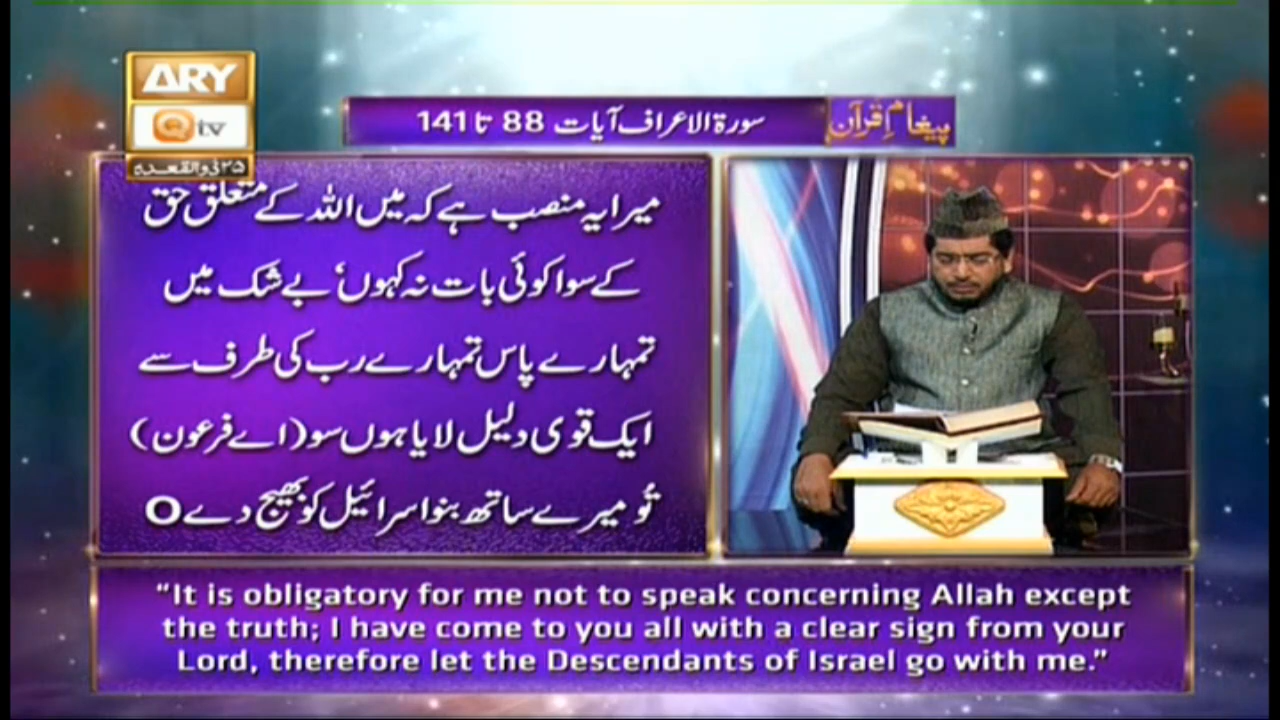 ARY
Qtv
۲۵ ذوالقعدہ
پیغامِ قرآن
سورۃ الاعراف آیات 88 تا 141
میرا یہ منصب ہے کہ میں اللہ کے متعلق حق
کے سوا کوئی بات نہ کہوں، بے شک میں
تمہارے پاس تمہارے رب کی طرف سے
ایک قوی دلیل لایا ہوں سو (اے فرعون)
تُو میرے ساتھ بنو اسرائیل کو بھیج دے O
“It is obligatory for me not to speak concerning Allah except
the truth; I have come to you all with a clear sign from your
Lord, therefore let the Descendants of Israel go with me.”